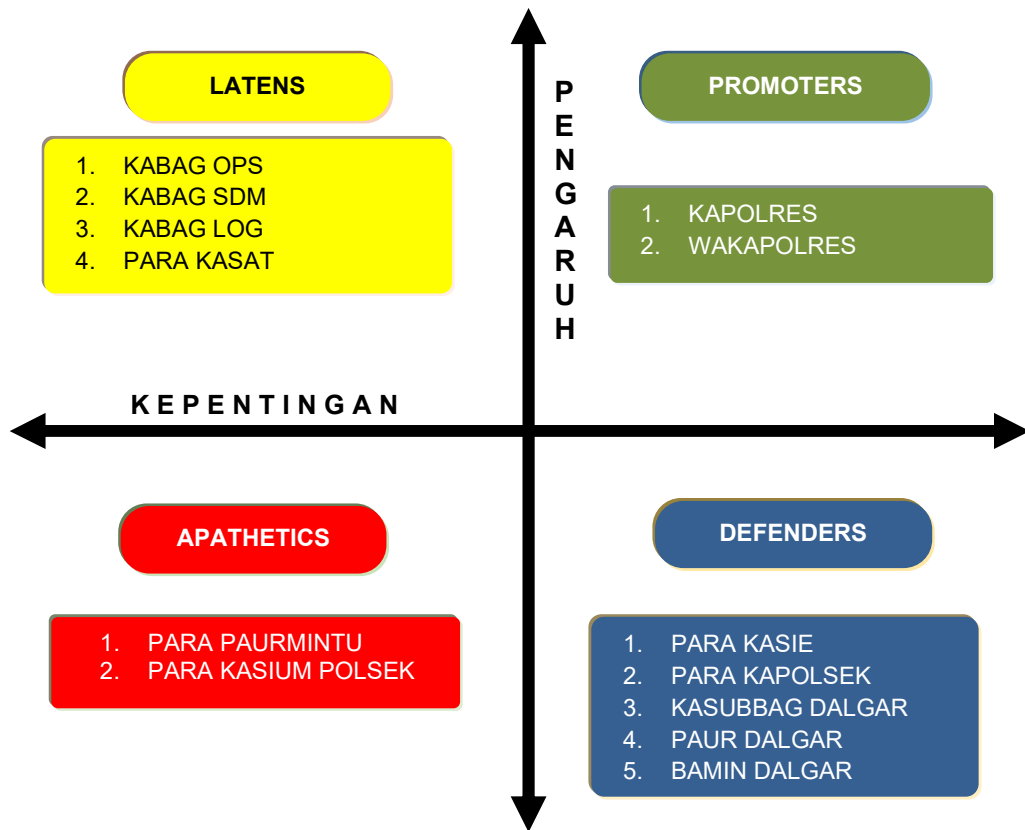 LATENS
1. KABAG OPS
2. KABAG SDM
3. KABAG LOG
4. PARA KASAT
PENGARUH
PROMOTERS
1. KAPOLRES
2. WAKAPOLRES
KEPENTINGAN
APATHETICS
1. PARA PAURMINTU
2. PARA KASIUM POLSEK
DEFENDERS
1. PARA KASIE
2. PARA KAPOLSEK
3. KASUBBAG DALGAR
4. PAUR DALGAR
5. BAMIN DALGAR